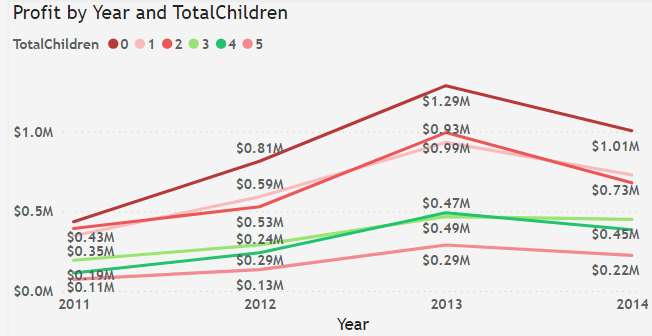 Profit by Year and TotalChildren
TotalChildren 0 1 2 3 4 5
$1.29M
$0.93M
$1.0M
$0.81M
$0.99M
$1.01M
$0.59M
$0.73M
$0.5M
$0.53M
$0.47M
$0.43M
$0.24M
$0.49M
$0.45M
$0.35M
$0.29M
$0.29M
$0.19M
$0.22M
$0.11M
$0.13M
$0.0M
2011 2012 2013 2014
Year